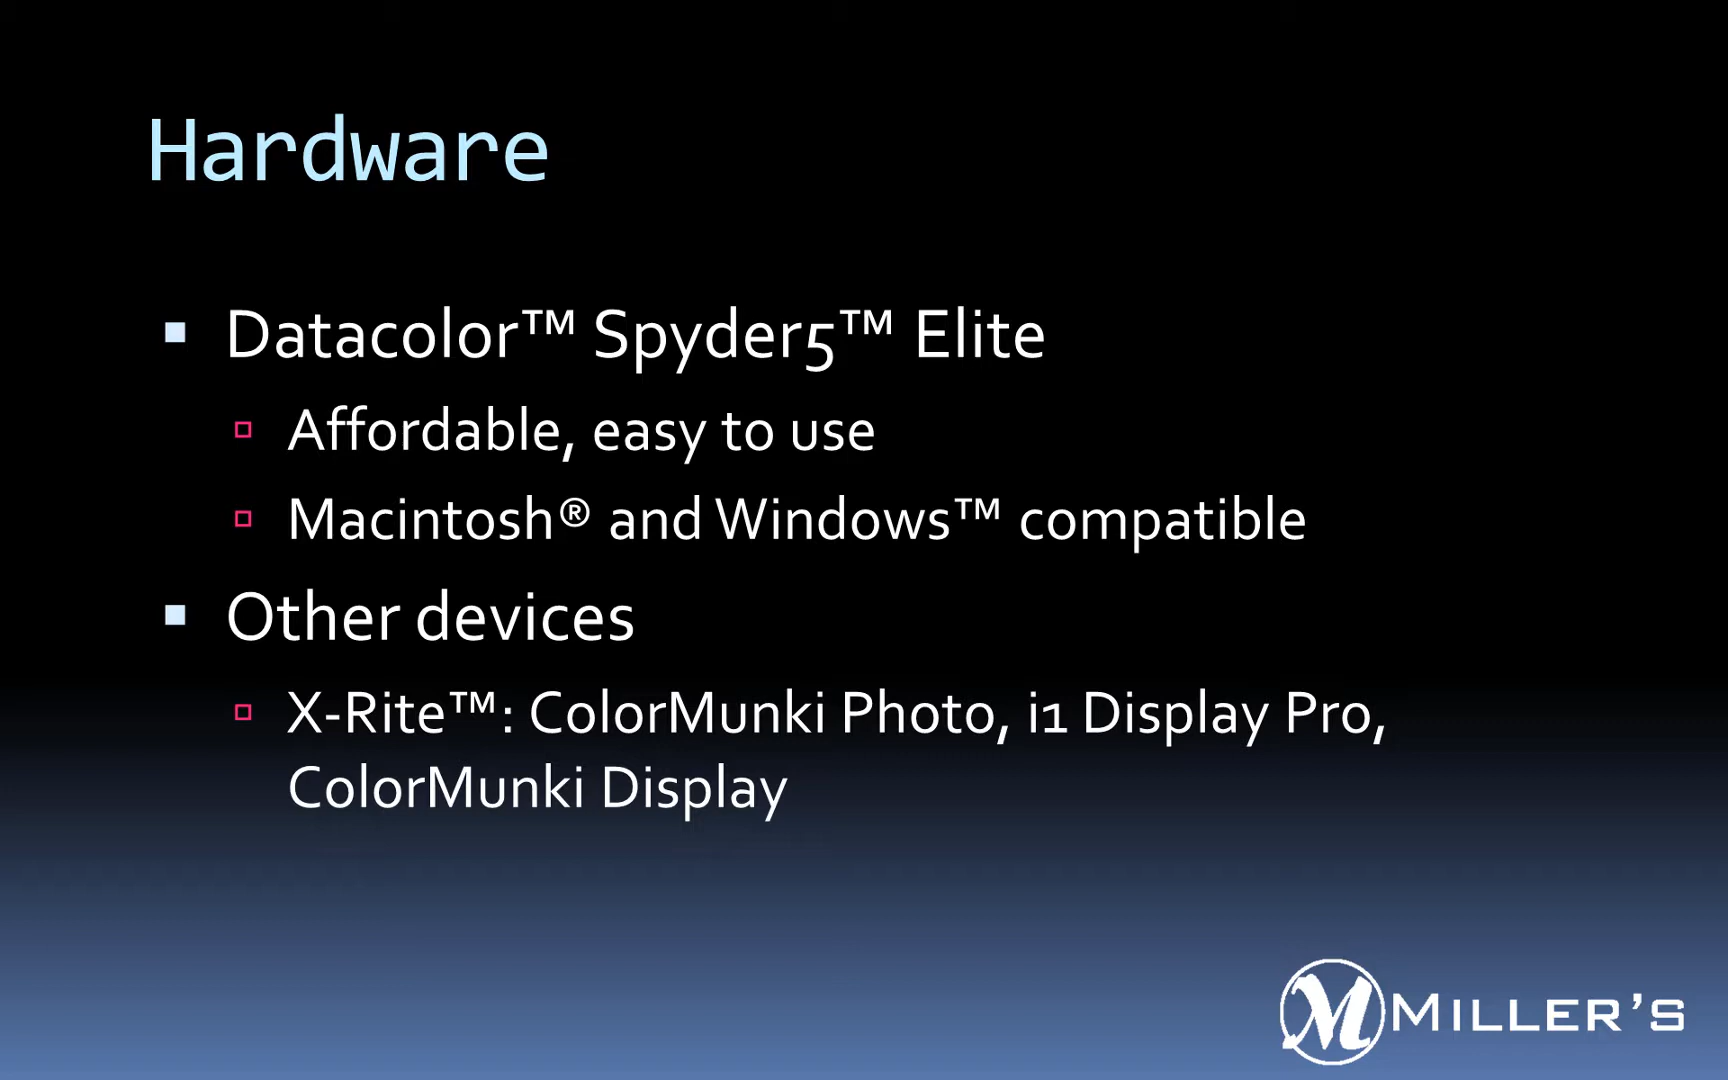 Hardware
Datacolor™ Spyder5™ Elite
Affordable, easy to use
Macintosh® and Windows™ compatible
Other devices
X-Rite™: ColorMunki Photo, i1 Display Pro,
ColorMunki Display
M MILLER'S